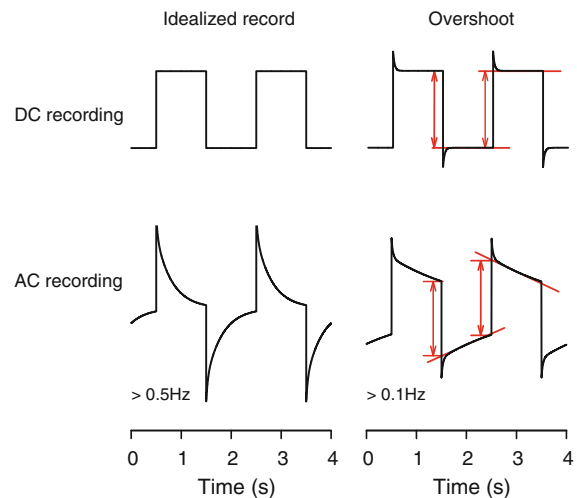 Idealized record Overshoot
DC recording
AC recording
> 0.5Hz > 0.1Hz
0 1 2 3 4 0 1 2 3 4
Time (s) Time (s)